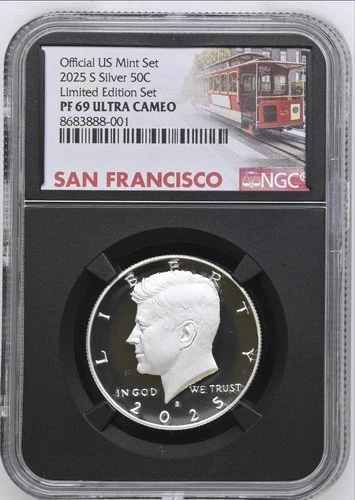 Official US Mint Set
2025 S Silver 50C
Limited Edition Set
PF 69 ULTRA CAMEO
8683888-001
SAN FRANCISCO
NGC
LIBERTY
IN GOD WE TRUST
S
2025